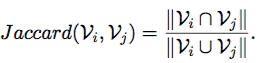 Jaccard(𝒱ᵢ, 𝒱ⱼ) = ‖𝒱ᵢ ∩ 𝒱ⱼ‖ / ‖𝒱ᵢ ∪ 𝒱ⱼ‖.